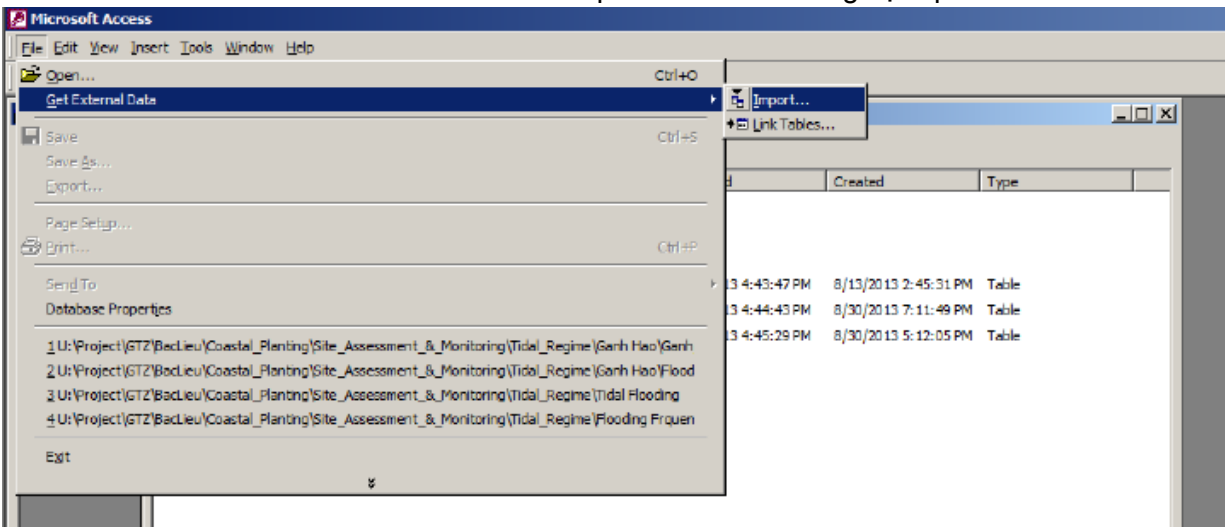 Microsoft Access
File Edit View Insert Tools Window Help
Open... Ctrl+O
Get External Data
Import...
Link Tables...
Save Ctrl+S
Save As...
Export...
d Created Type
Page Setup...
Print... Ctrl+P
Send To
13 4:43:47 PM 8/13/2013 2:45:31 PM Table
Database Properties
13 4:44:43 PM 8/30/2013 7:11:49 PM Table
13 4:45:29 PM 8/30/2013 5:12:05 PM Table
1 U:\Project\GTZ\BacLieu\Coastal_Planting\Site_Assessment_&_Monitoring\Tidal_Regime\Ganh Hao\Ganh
2 U:\Project\GTZ\BacLieu\Coastal_Planting\Site_Assessment_&_Monitoring\Tidal_Regime\Ganh Hao\Flood
3 U:\Project\GTZ\BacLieu\Coastal_Planting\Site_Assessment_&_Monitoring\Tidal_Regime\Tidal Flooding
4 U:\Project\GTZ\BacLieu\Coastal_Planting\Site_Assessment_&_Monitoring\Tidal_Regime\Flooding Frquen
Exit